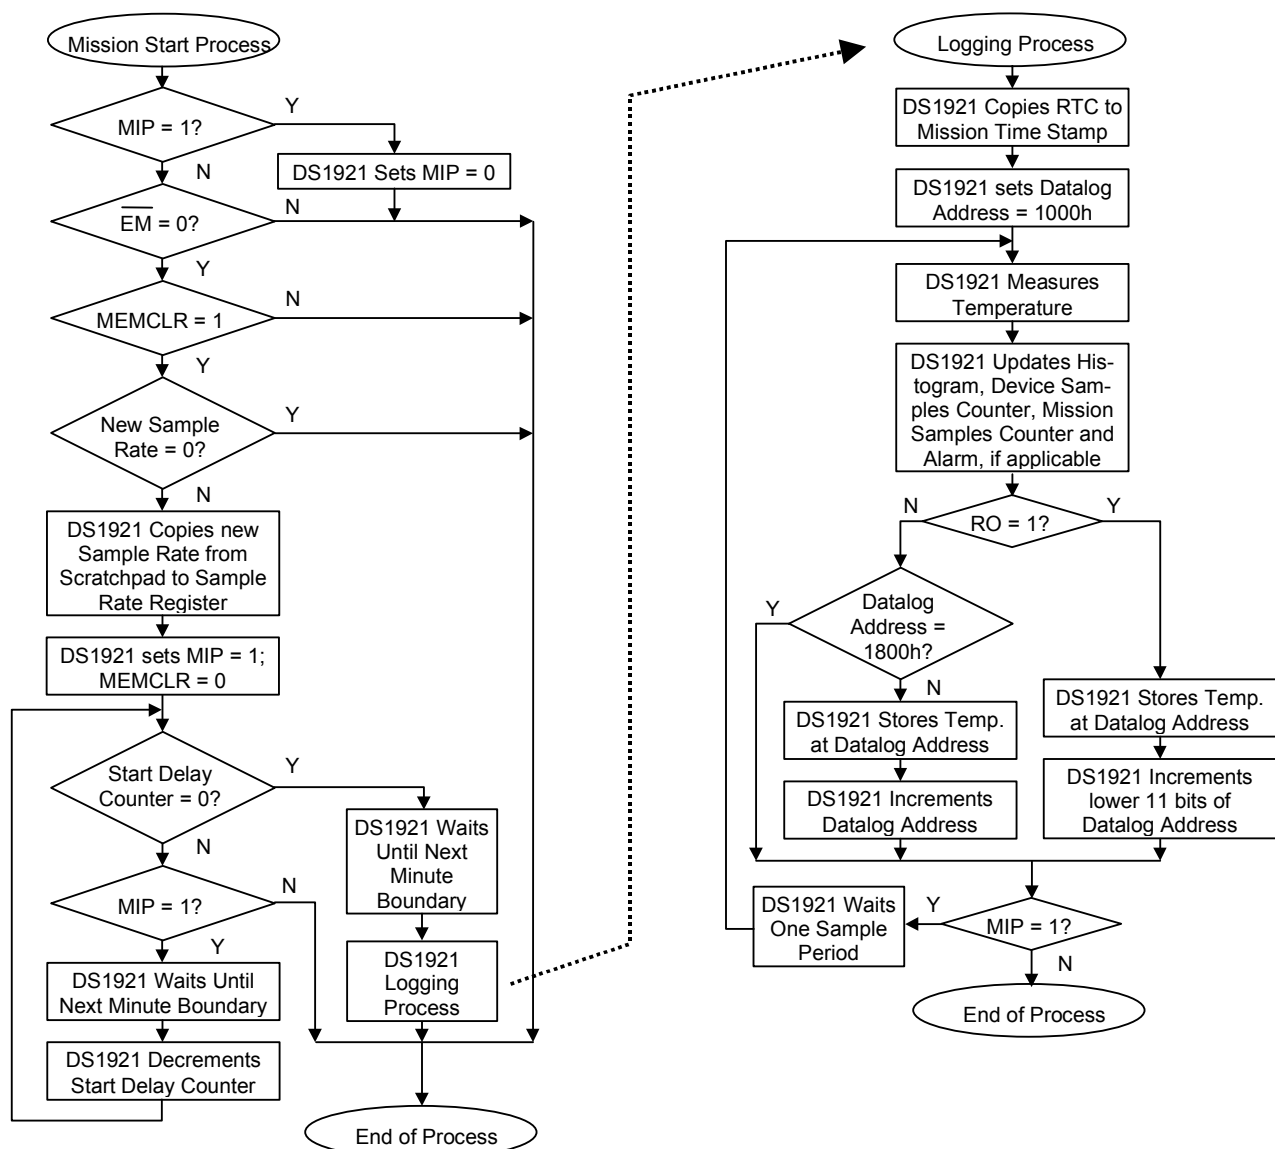 Mission Start Process
MIP = 1?
Y
N
DS1921 Sets MIP = 0
EM = 0?
N
Y
MEMCLR = 1
N
Y
New Sample
Rate = 0?
Y
N
DS1921 Copies new
Sample Rate from
Scratchpad to Sample
Rate Register
DS1921 sets MIP = 1;
MEMCLR = 0
Start Delay
Counter = 0?
Y
N
MIP = 1?
N
Y
DS1921 Waits Until
Next Minute Boundary
DS1921 Decrements
Start Delay Counter
DS1921 Waits
Until Next
Minute
Boundary
DS1921
Logging
Process
End of Process
Logging Process
DS1921 Copies RTC to
Mission Time Stamp
DS1921 sets Datalog
Address = 1000h
DS1921 Measures
Temperature
DS1921 Updates His-
togram, Device Sam-
ples Counter, Mission
Samples Counter and
Alarm, if applicable
N
RO = 1?
Y
Y
Datalog
Address =
1800h?
N
DS1921 Stores Temp.
at Datalog Address
DS1921 Increments
Datalog Address
DS1921 Stores Temp.
at Datalog Address
DS1921 Increments
lower 11 bits of
Datalog Address
DS1921 Waits
One Sample
Period
Y
MIP = 1?
N
End of Process